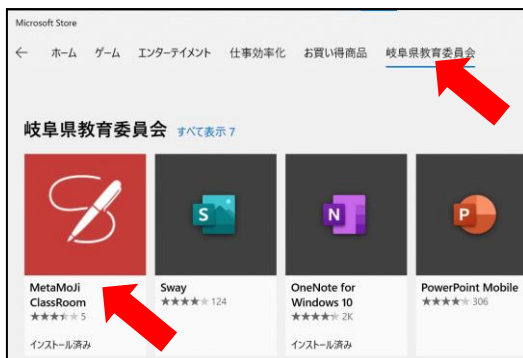 Microsoft Store
← ホーム ゲーム エンターテイメント 仕事効率化 お買い得商品 岐阜県教育委員会
岐阜県教育委員会 すべて表示 7
S N P
MetaMoJi ClassRoom
★★★★★ 5
インストール済み
Sway
★★★★★ 124
OneNote for Windows 10
★★★★★ 2K
インストール済み
PowerPoint Mobile
★★★★★ 306